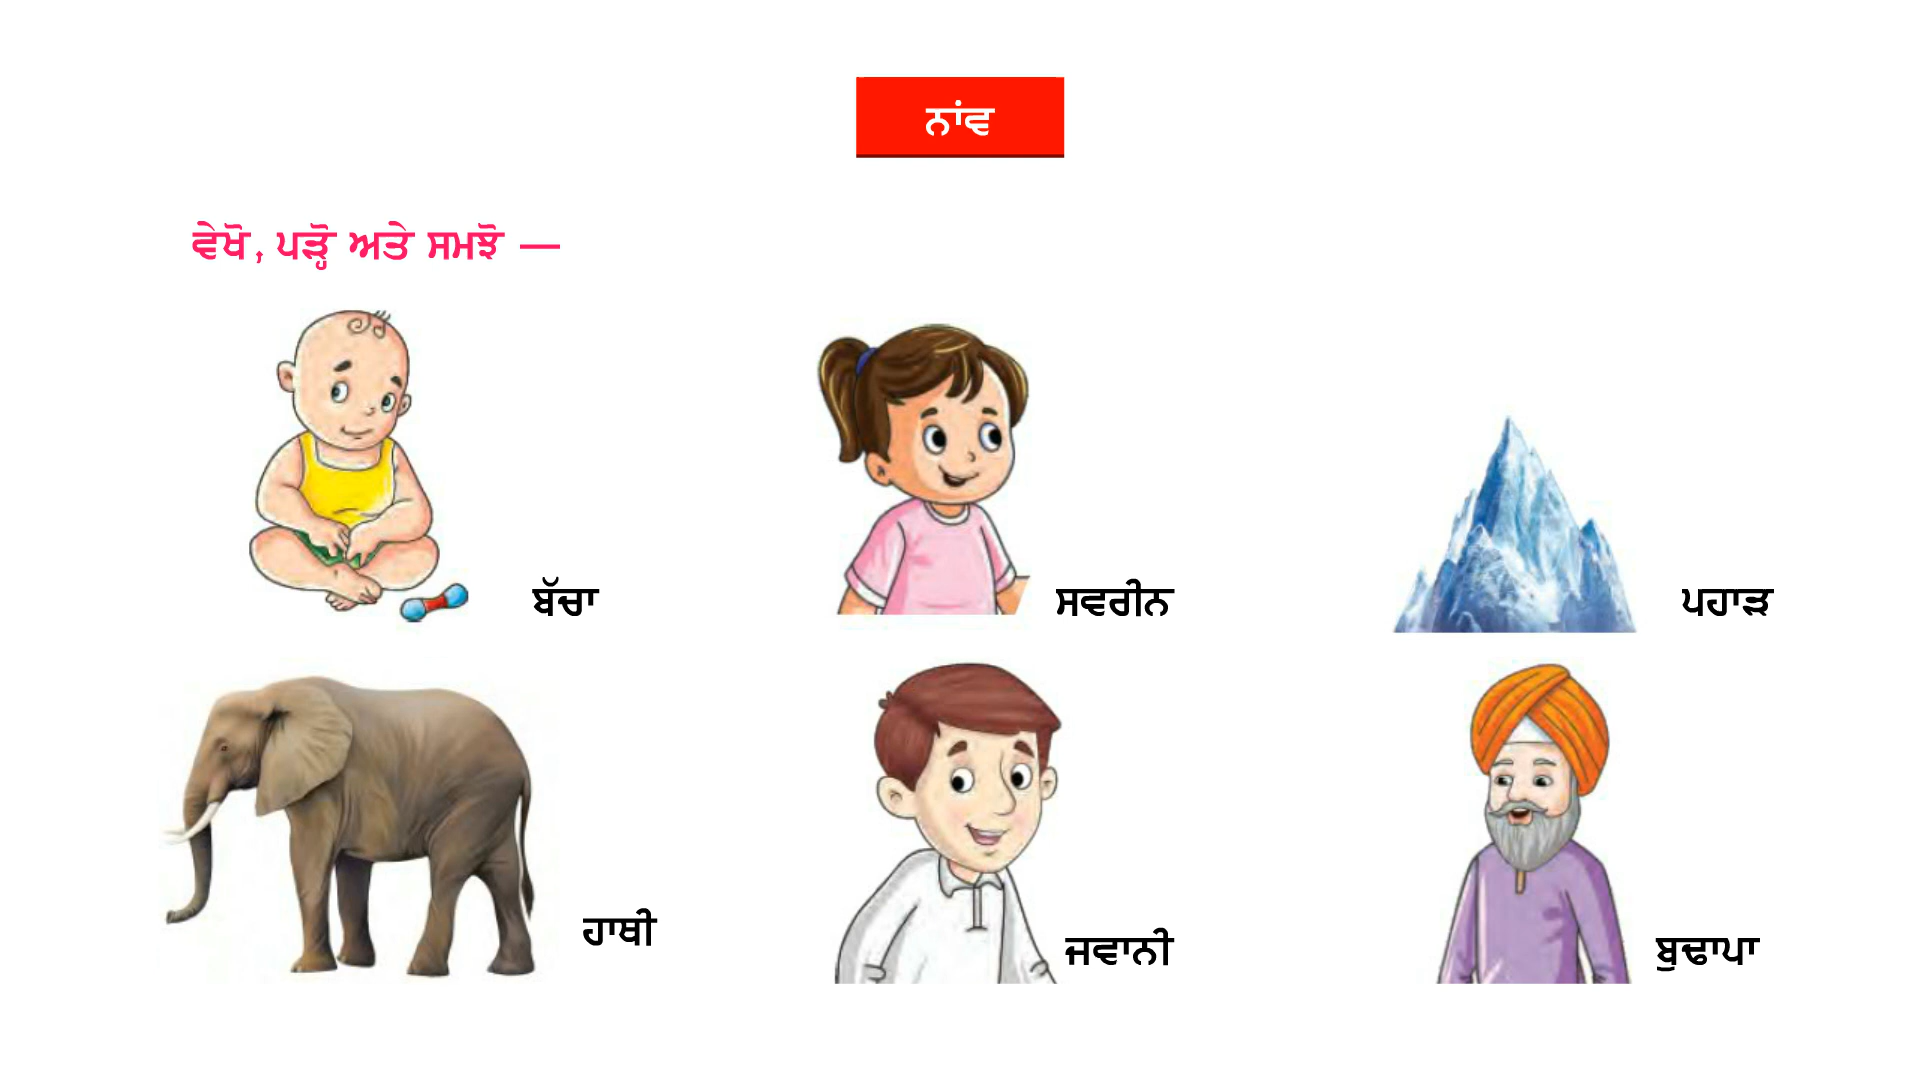 ਨਾਂਵ
ਵੇਖੋ, ਪੜ੍ਹੋ ਅਤੇ ਸਮਝੋ —
ਬੱਚਾ
ਸਵਰੀਨ
ਪਹਾੜ
ਹਾਥੀ
ਜਵਾਨੀ
ਬੁਢਾਪਾ